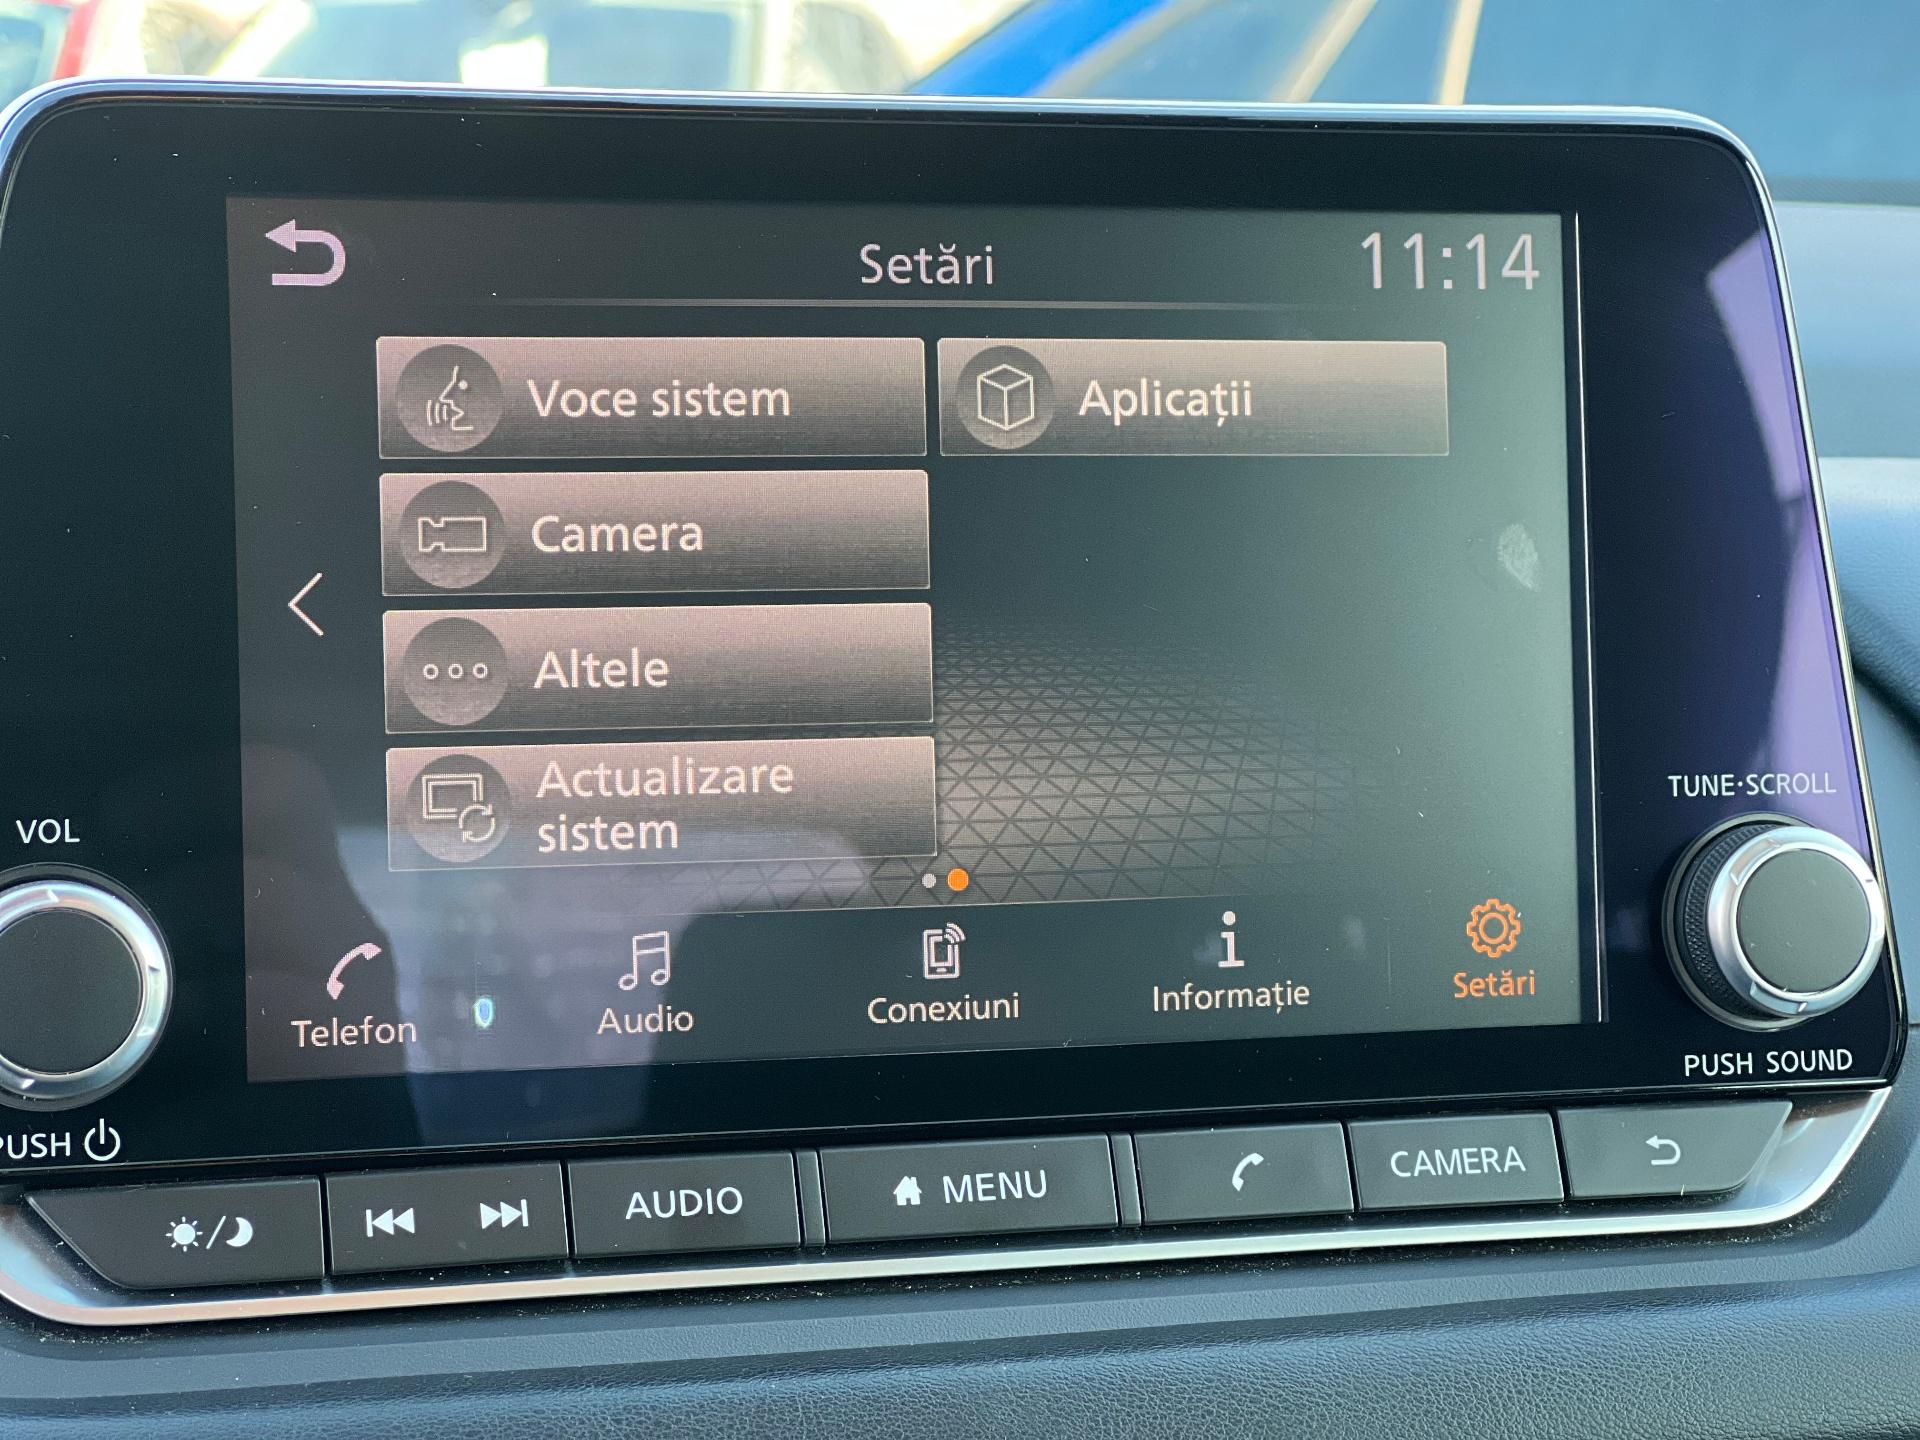 Setări
11:14
Voce sistem
Aplicații
Camera
Altele
Actualizare
sistem
Telefon
Audio
Conexiuni
Informație
Setări
VOL
PUSH
TUNE·SCROLL
PUSH SOUND
AUDIO
MENU
CAMERA